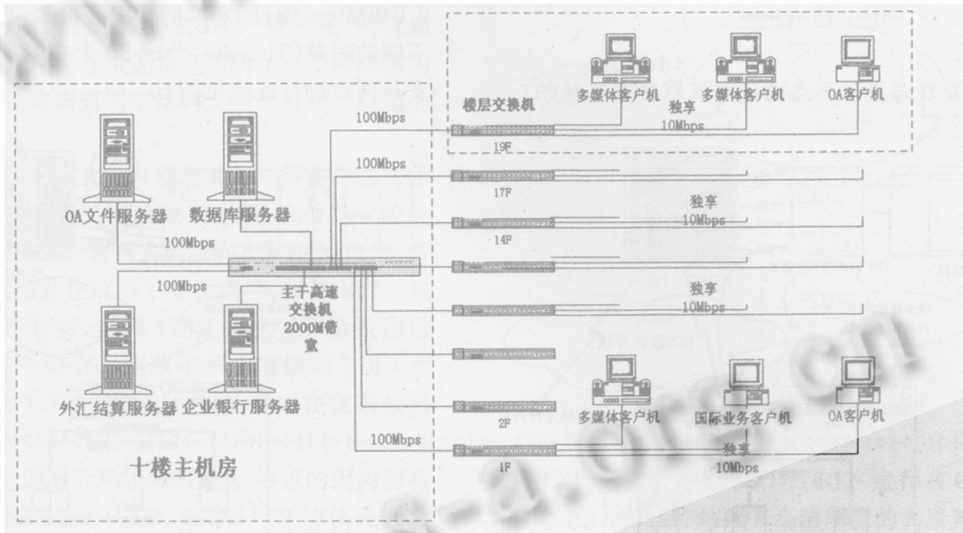 楼层交换机
多媒体客户机
多媒体客户机
OA客户机
独享
10Mbps
100Mbps
19F
100Mbps
17F
OA文件服务器
数据库服务器
独享
10Mbps
14F
100Mbps
100Mbps
主干高速
交换机
2000M带
宽
独享
10Mbps
外汇结算服务器
企业银行服务器
2F
多媒体客户机
国际业务客户机
OA客户机
100Mbps
1F
独享
10Mbps
十楼主机房
www
s-a.org.cn